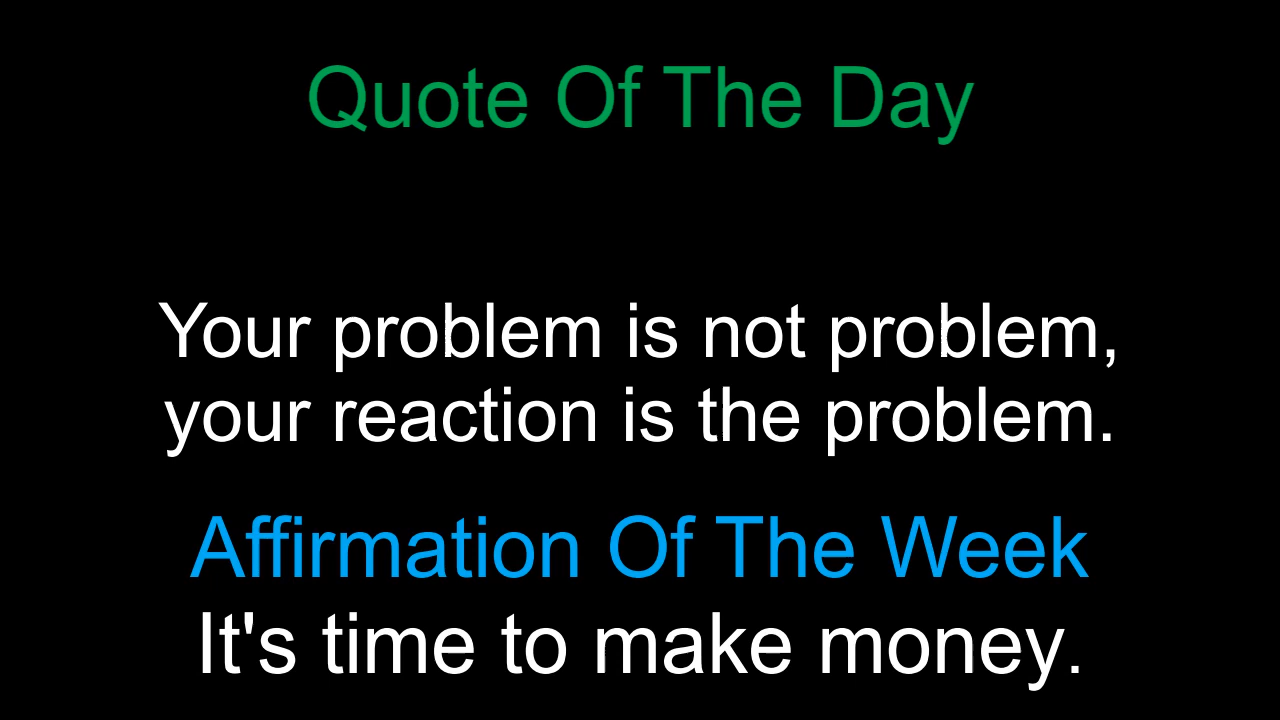 Quote Of The Day
Your problem is not problem,
your reaction is the problem.
Affirmation Of The Week
It's time to make money.